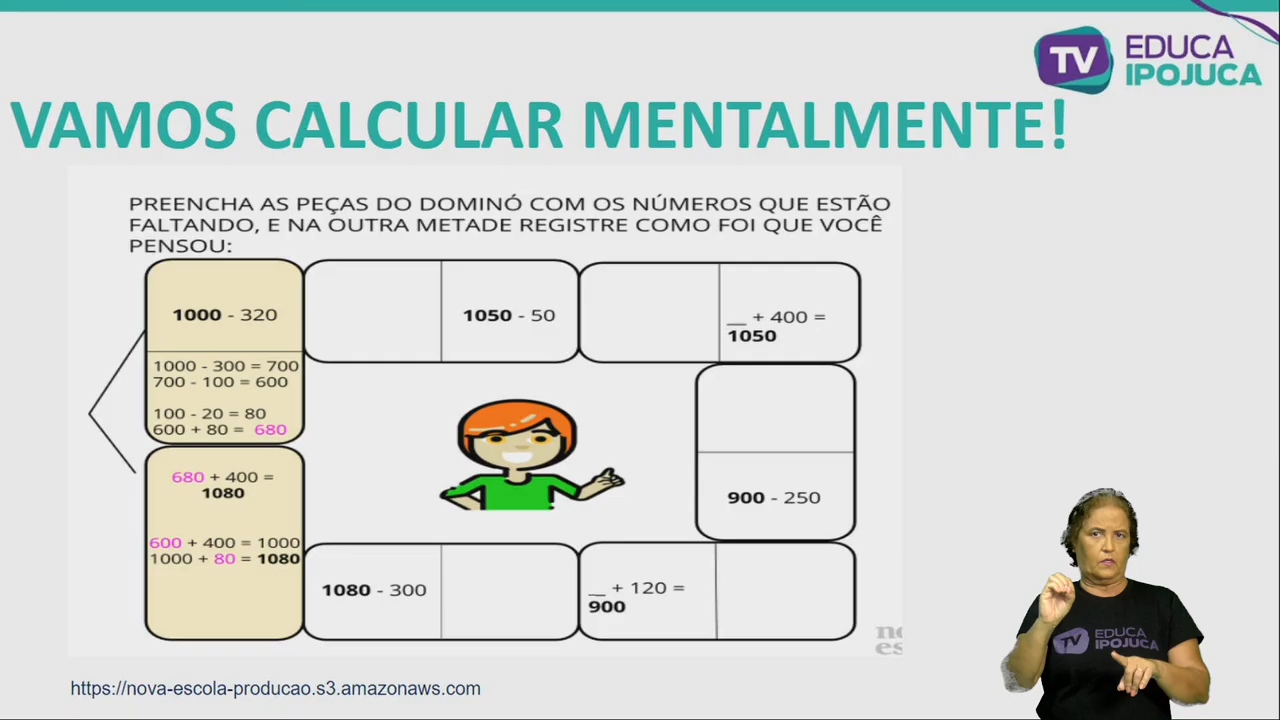 TV EDUCA
IPOJUCA
VAMOS CALCULAR MENTALMENTE!
PREENCHA AS PEÇAS DO DOMINÓ COM OS NÚMEROS QUE ESTÃO
FALTANDO, E NA OUTRA METADE REGISTRE COMO FOI QUE VOCÊ
PENSOU:
1000 - 320
1050 - 50
__ + 400 =
1050
1000 - 300 = 700
700 - 100 = 600
100 - 20 = 80
600 + 80 = 680
680 + 400 =
1080
600 + 400 = 1000
1000 + 80 = 1080
900 - 250
1080 - 300
__ + 120 =
900
https://nova-escola-producao.s3.amazonaws.com
TV EDUCA
IPOJUCA